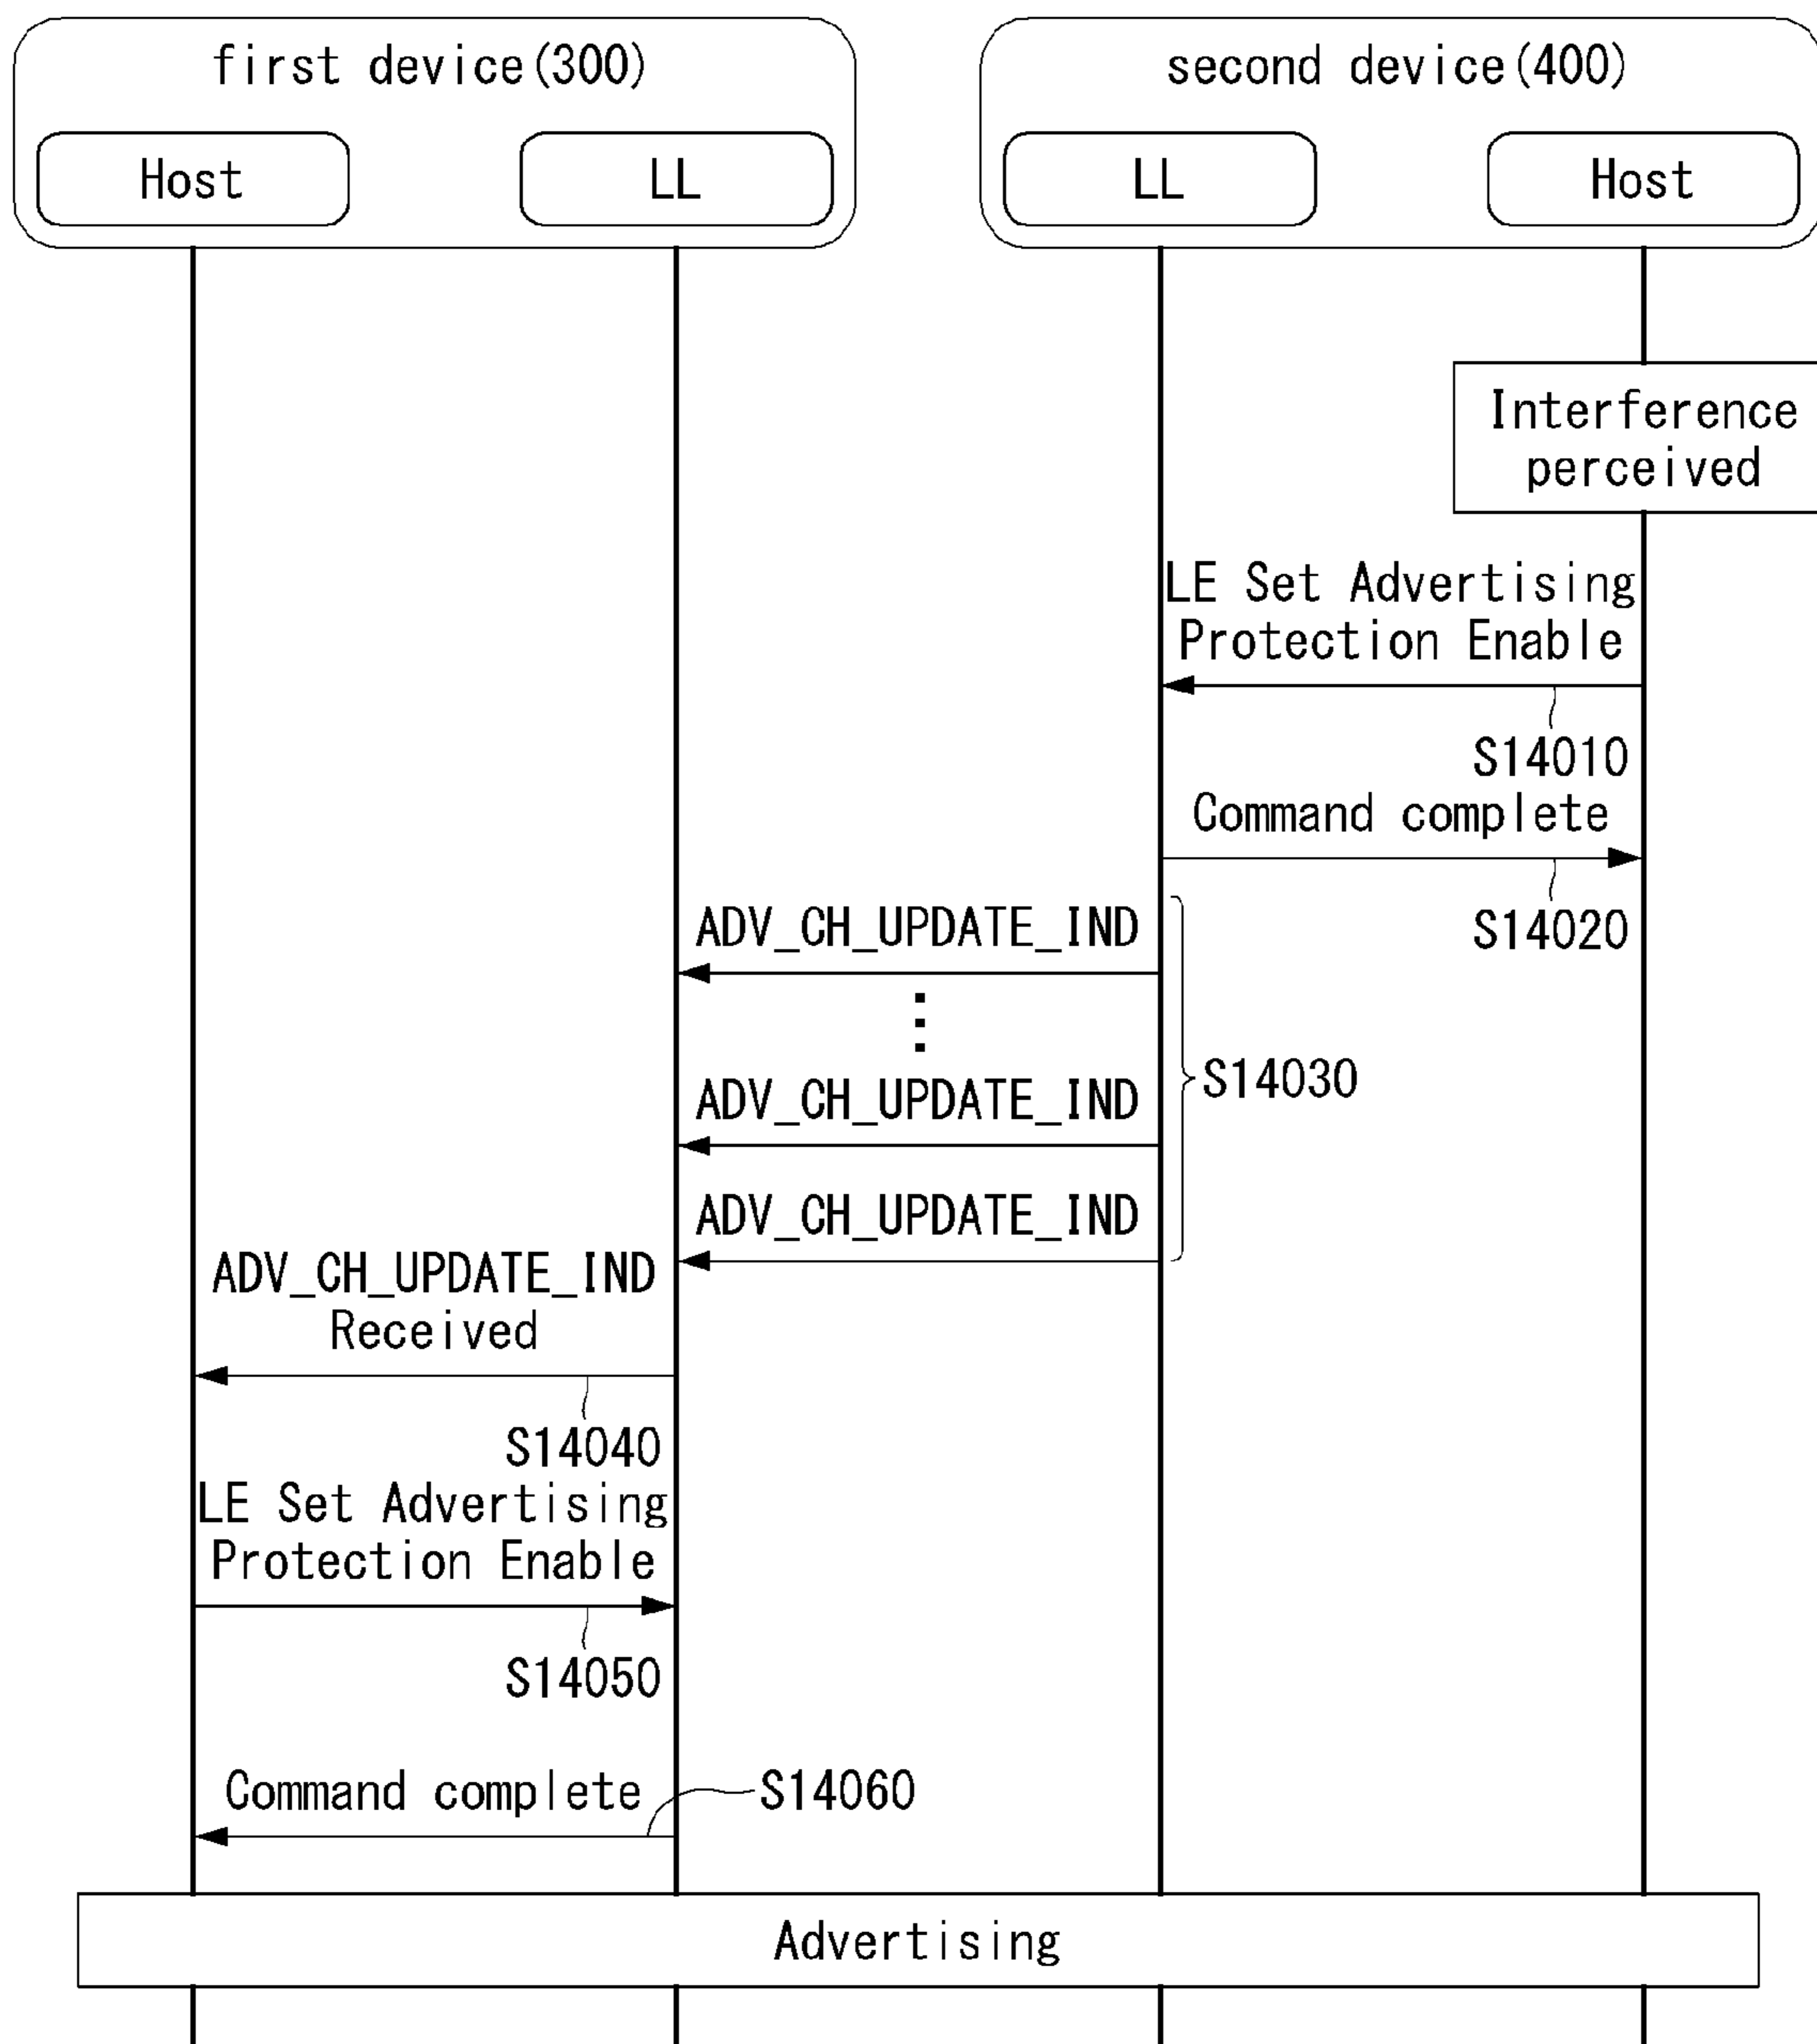 first device(300)
second device(400)
Host
LL
LL
Host
Interference
perceived
LE Set Advertising
Protection Enable
S14010
Command complete
S14020
ADV_CH_UPDATE_IND
ADV_CH_UPDATE_IND
S14030
ADV_CH_UPDATE_IND
ADV_CH_UPDATE_IND
Received
S14040
LE Set Advertising
Protection Enable
S14050
Command complete
S14060
Advertising